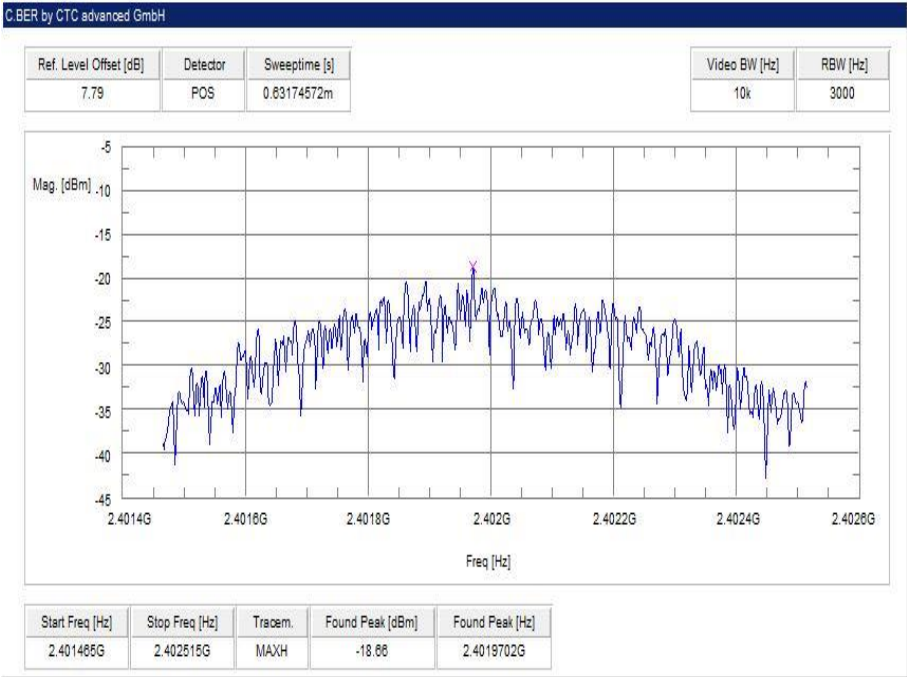 C.BER by CTC advanced GmbH
Ref. Level Offset [dB] Detector Sweeptime [s] Video BW [Hz] RBW [Hz]
7.79 POS 0.63174572m 10k 3000
-5
Mag. [dBm] -10
-15
-20
-25
-30
-35
-40
-45
2.4014G 2.4016G 2.4018G 2.402G 2.4022G 2.4024G 2.4026G
Freq [Hz]
Start Freq [Hz] Stop Freq [Hz] Tracem. Found Peak [dBm] Found Peak [Hz]
2.401465G 2.402515G MAXH -18.66 2.4019702G